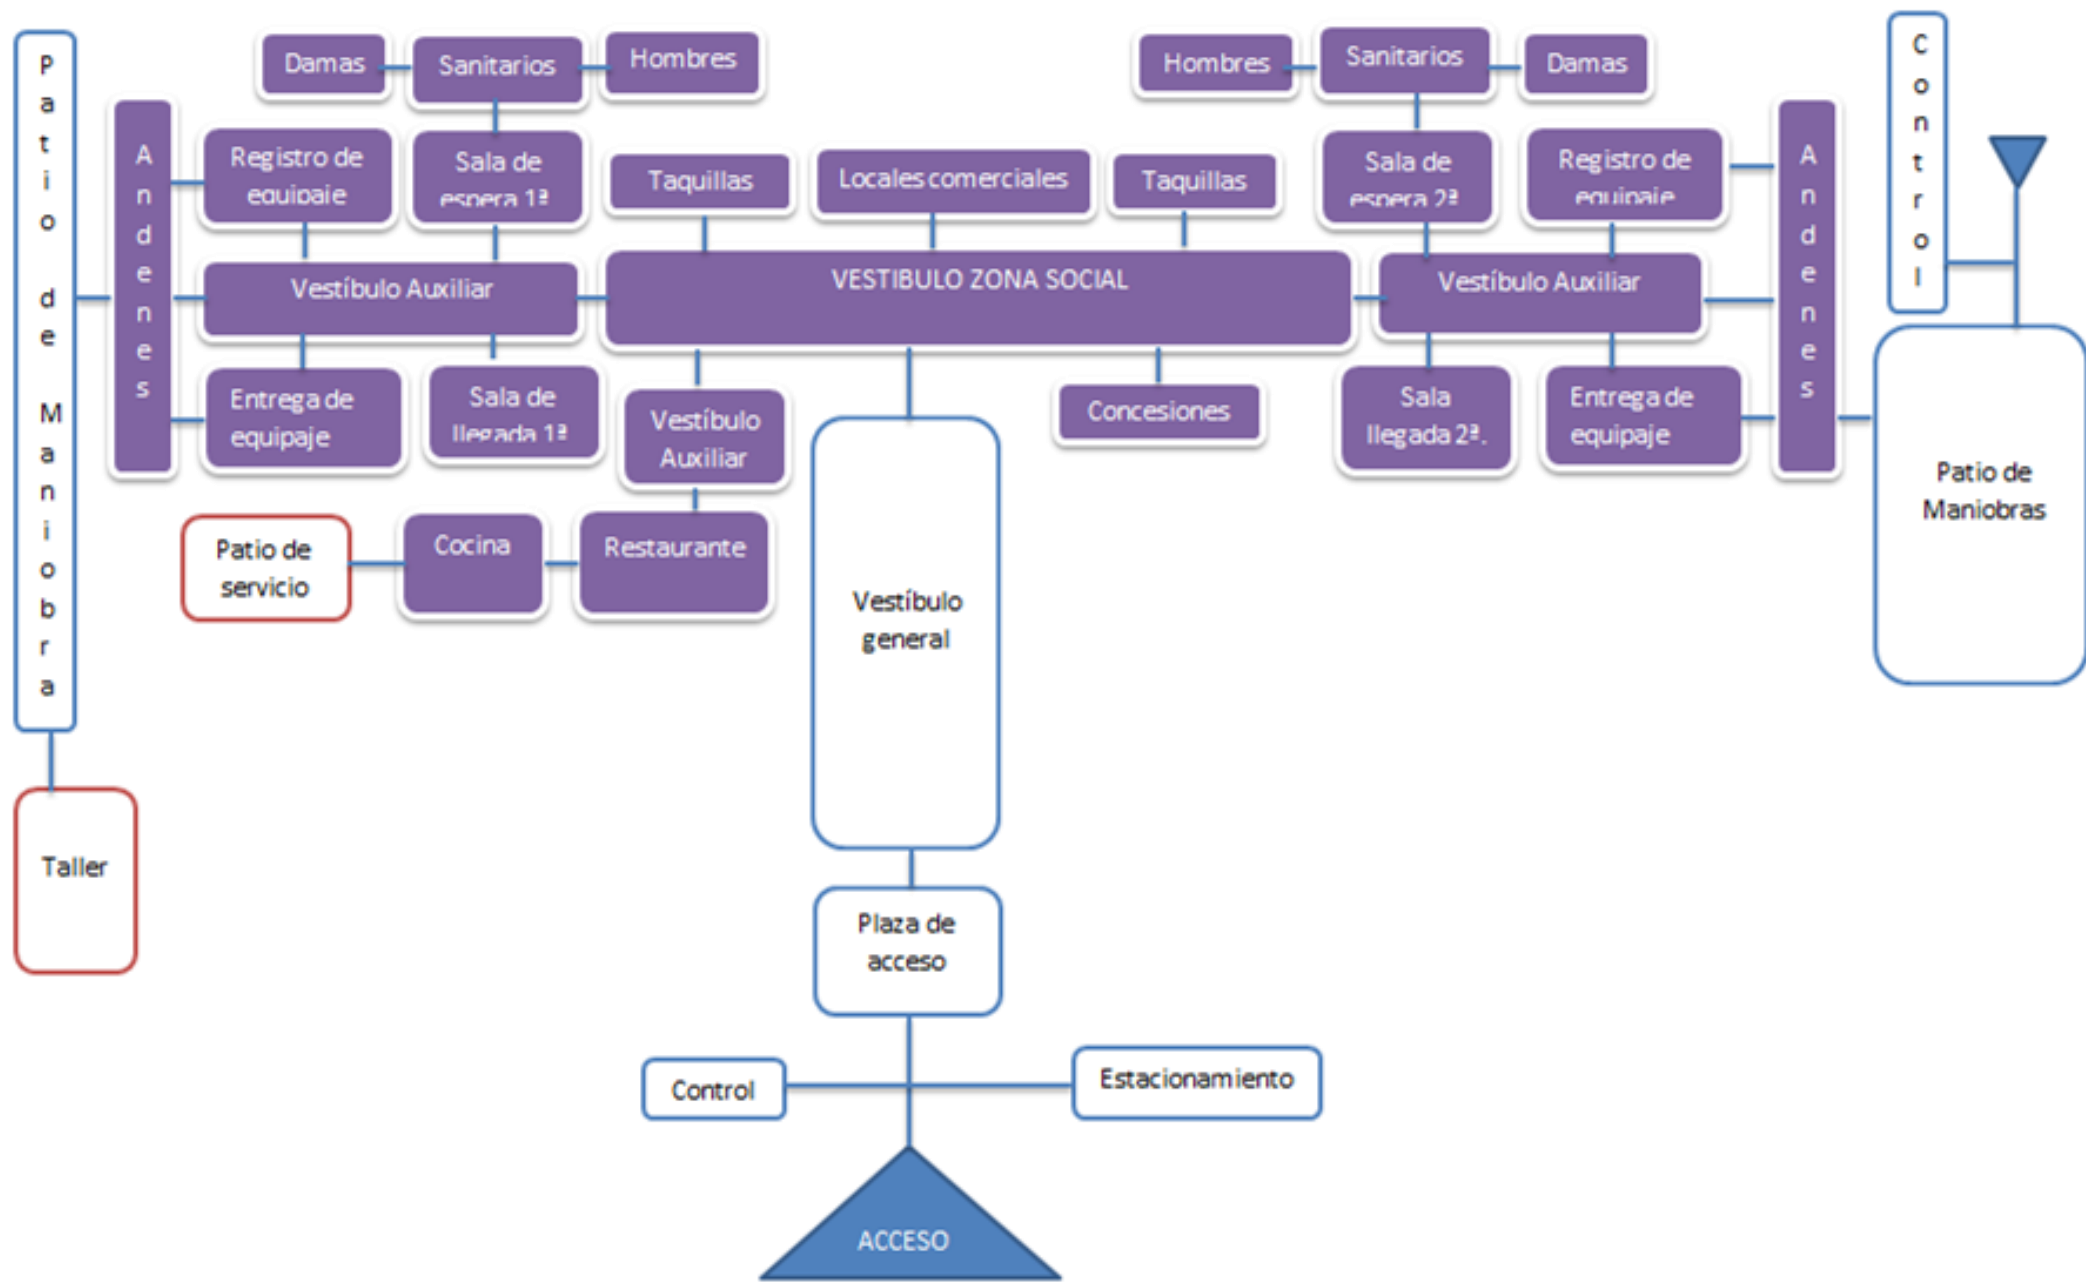 Patio de Maniobra
Andenes
Damas
Sanitarios
Hombres
Registro de
equipaje
Sala de
espera 1ª
Taquillas
Locales comerciales
Taquillas
Hombres
Sanitarios
Damas
Sala de
espera 2ª
Registro de
equipaje
Andenes
Control
Vestíbulo Auxiliar
VESTIBULO ZONA SOCIAL
Vestíbulo Auxiliar
Entrega de
equipaje
Sala de
llegada 1ª
Vestíbulo
Auxiliar
Concesiones
Sala
llegada 2ª.
Entrega de
equipaje
Patio de
Maniobras
Patio de
servicio
Cocina
Restaurante
Vestíbulo
general
Taller
Plaza de
acceso
Control
Estacionamiento
ACCESO